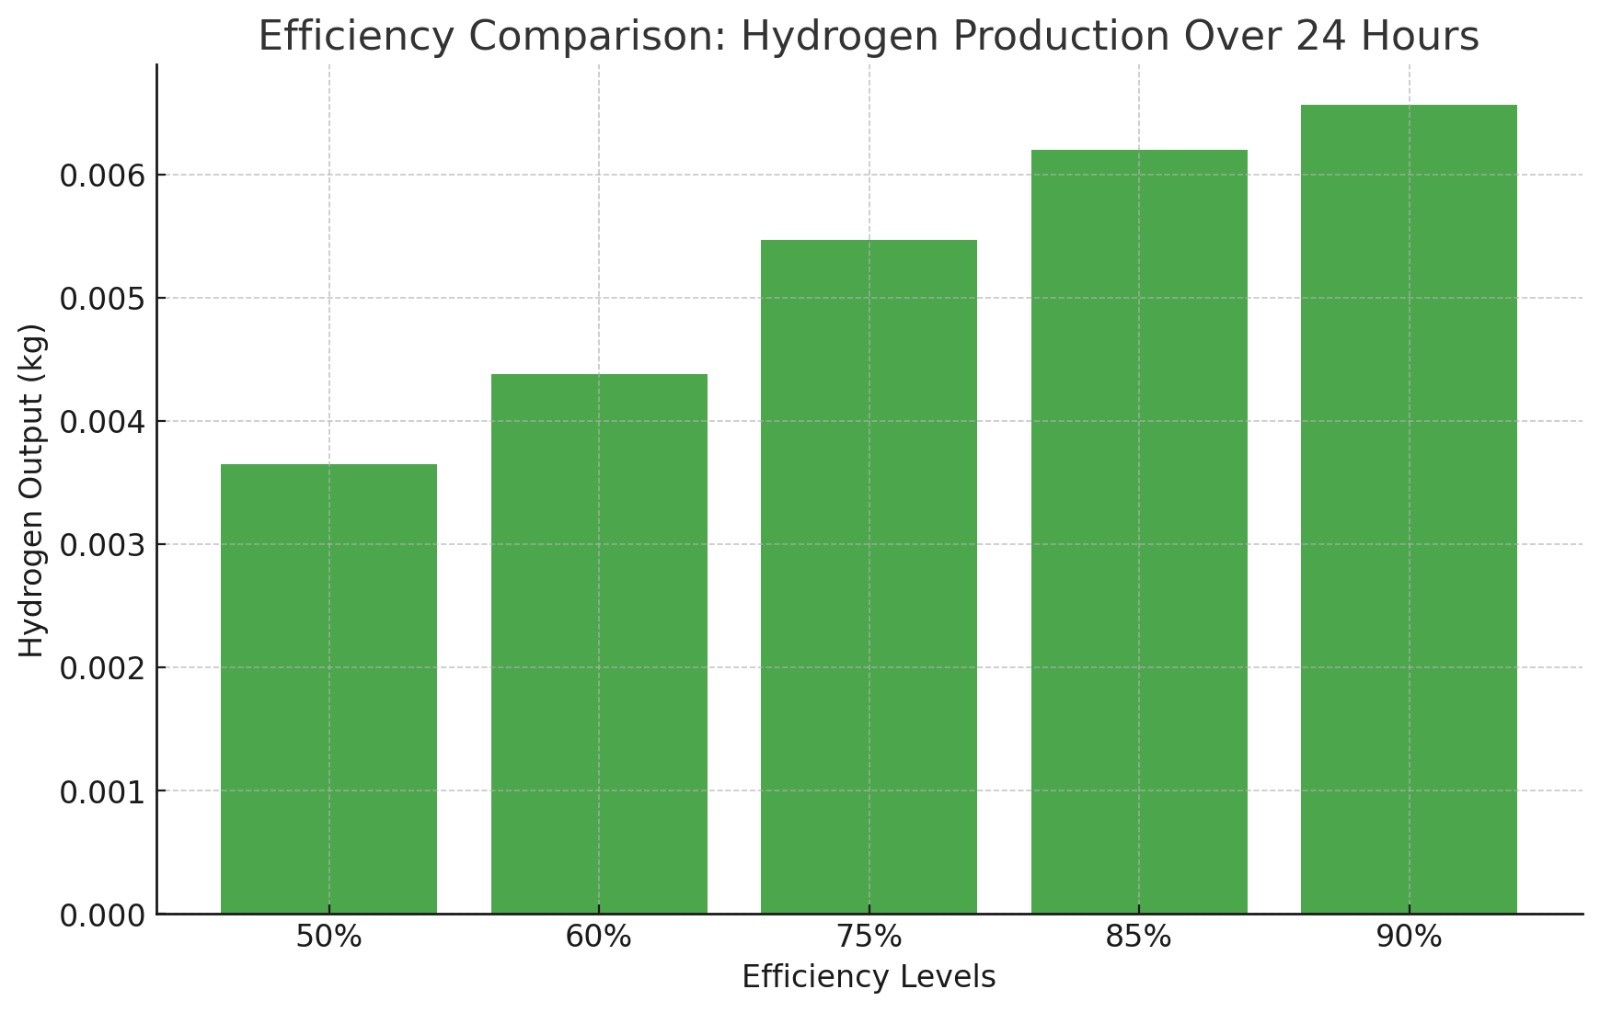 Efficiency Comparison: Hydrogen Production Over 24 Hours
Hydrogen Output (kg)
0.006
0.005
0.004
0.003
0.002
0.001
0.000
50% 60% 75% 85% 90%
Efficiency Levels